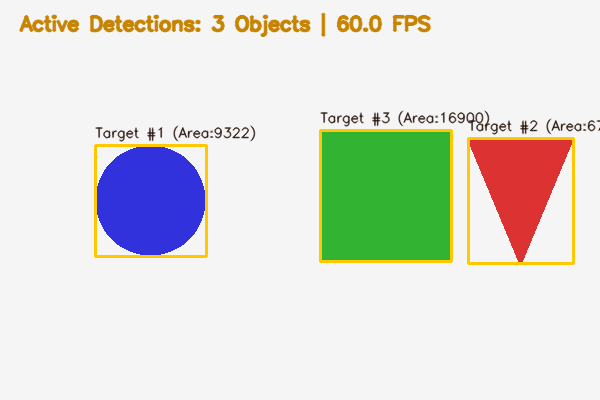 Active Detections: 3 Objects | 60.0 FPS
Target #3 (Area:16900)
Target #2 (Area:67
Target #1 (Area:9322)